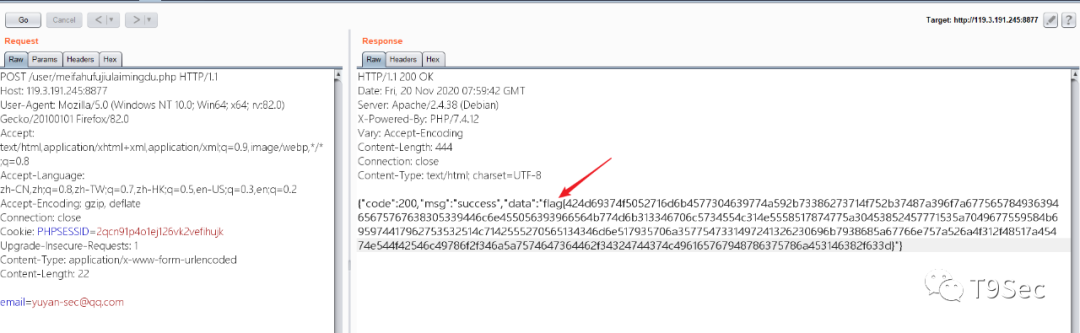 Go
Cancel
< | ▼
> | ▼
Target: http://119.3.191.245:8877
?
Request
Raw Params Headers Hex
POST /user/meifahufujiulaimingdu.php HTTP/1.1
Host: 119.3.191.245:8877
User-Agent: Mozilla/5.0 (Windows NT 10.0; Win64; x64; rv:82.0)
Gecko/20100101 Firefox/82.0
Accept:
text/html,application/xhtml+xml,application/xml;q=0.9,image/webp,*/*
;q=0.8
Accept-Language:
zh-CN,zh;q=0.8,zh-TW;q=0.7,zh-HK;q=0.5,en-US;q=0.3,en;q=0.2
Accept-Encoding: gzip, deflate
Connection: close
Cookie: PHPSESSID=2qcn91p4o1ej126vk2vefihujk
Upgrade-Insecure-Requests: 1
Content-Type: application/x-www-form-urlencoded
Content-Length: 22
email=yuyan-sec@qq.com
Response
Raw Headers Hex
HTTP/1.1 200 OK
Date: Fri, 20 Nov 2020 07:59:42 GMT
Server: Apache/2.4.38 (Debian)
X-Powered-By: PHP/7.4.12
Vary: Accept-Encoding
Content-Length: 444
Connection: close
Content-Type: text/html; charset=UTF-8
{"code":200,"msg":"success","data":"flag{
T9Sec